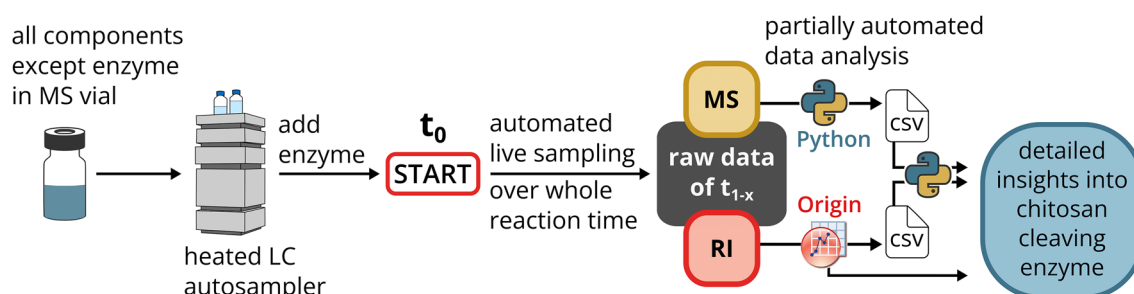 all components
except enzyme
in MS vial
heated LC
autosampler
add
enzyme
t₀
START
automated
live sampling
over whole
reaction time
partially automated
data analysis
MS
raw data
of t₁₋ₓ
RI
Python
Origin
CSV
CSV
detailed
insights into
chitosan
cleaving
enzyme